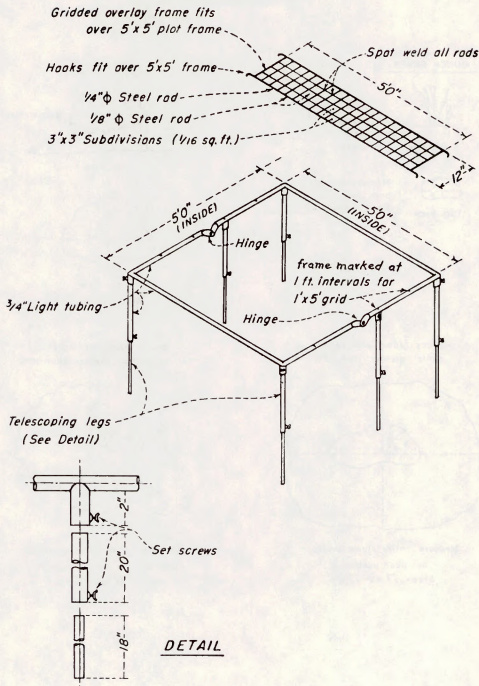 Gridded overlay frame fits
over 5'x 5' plot frame
Spot weld all rods
Hooks fit over 5'x5' frame
5'0"
1/4" ϕ Steel rod
1/8" ϕ Steel rod
3"x3" Subdivisions (1/16 sq. ft.)
12"
5'0"
(INSIDE)
5'0"
(INSIDE)
Hinge
frame marked at
1 ft. intervals for
1'x5' grid
3/4" Light tubing
Hinge
Telescoping legs
(See Detail)
2"
Set screws
20"
18"
DETAIL